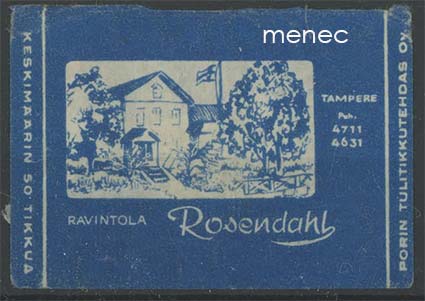 menec
KESKIMÄÄRIN 50 TIKKUA
TAMPERE
Puh.
4711
4631
RAVINTOLA
Rosendahl
PORIN TULITIKKUTEHDAS OY